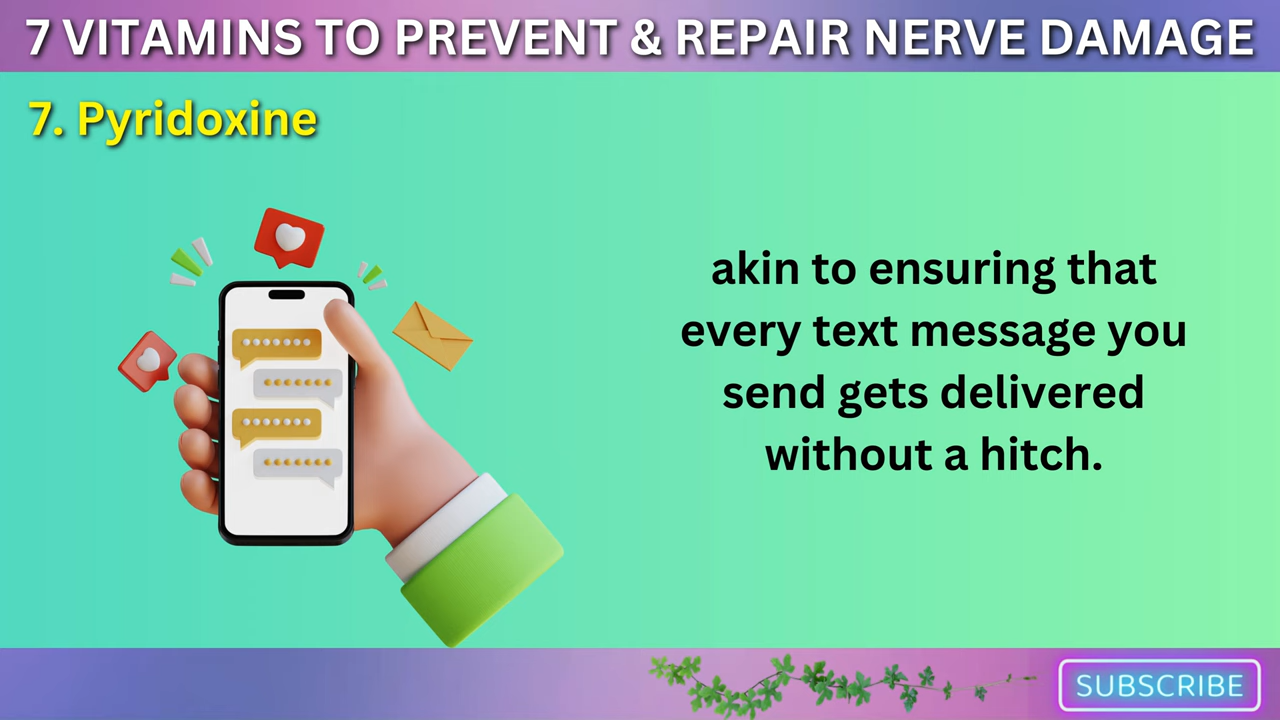 7 VITAMINS TO PREVENT & REPAIR NERVE DAMAGE
7. Pyridoxine
akin to ensuring that
every text message you
send gets delivered
without a hitch.
SUBSCRIBE